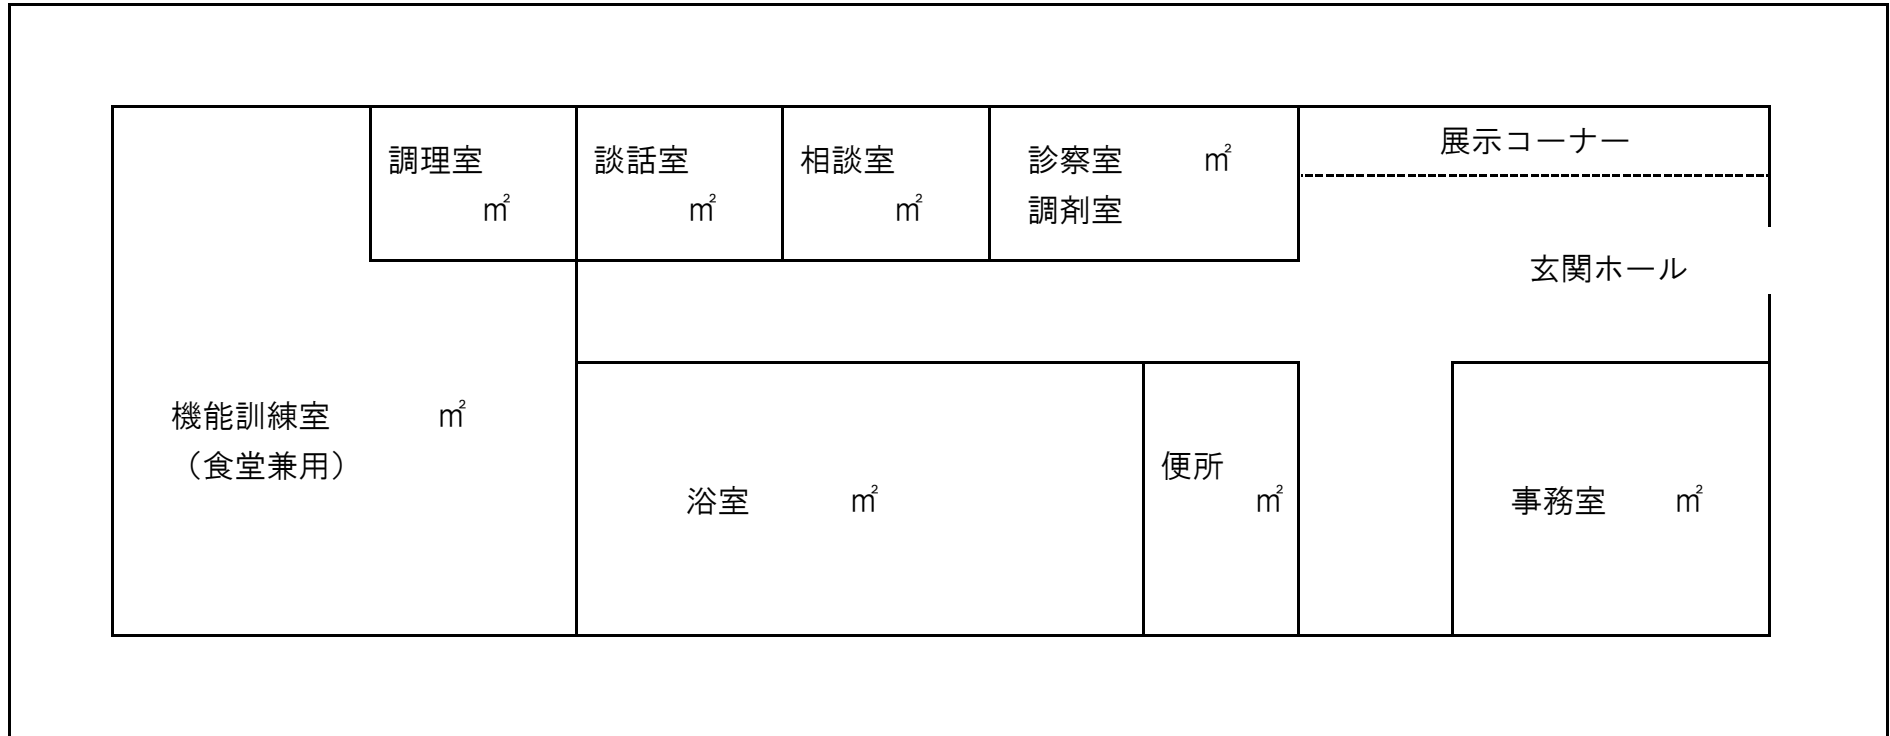 調理室
㎡
談話室
㎡
相談室
㎡
診察室 ㎡
調剤室
展示コーナー
玄関ホール
機能訓練室 ㎡
（食堂兼用）
浴室 ㎡
便所
㎡
事務室 ㎡